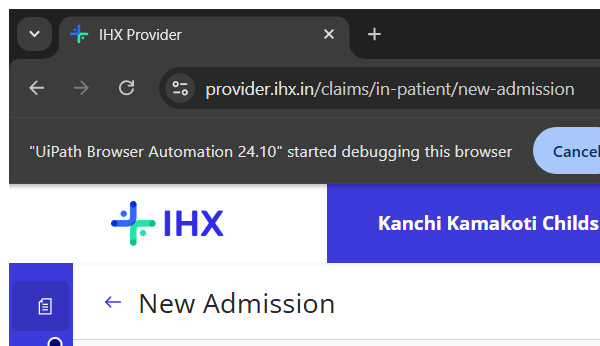 IHX Provider
provider.ihx.in/claims/in-patient/new-admission
"UiPath Browser Automation 24.10" started debugging this browser
Cancel
IHX
Kanchi Kamakoti Childs
New Admission